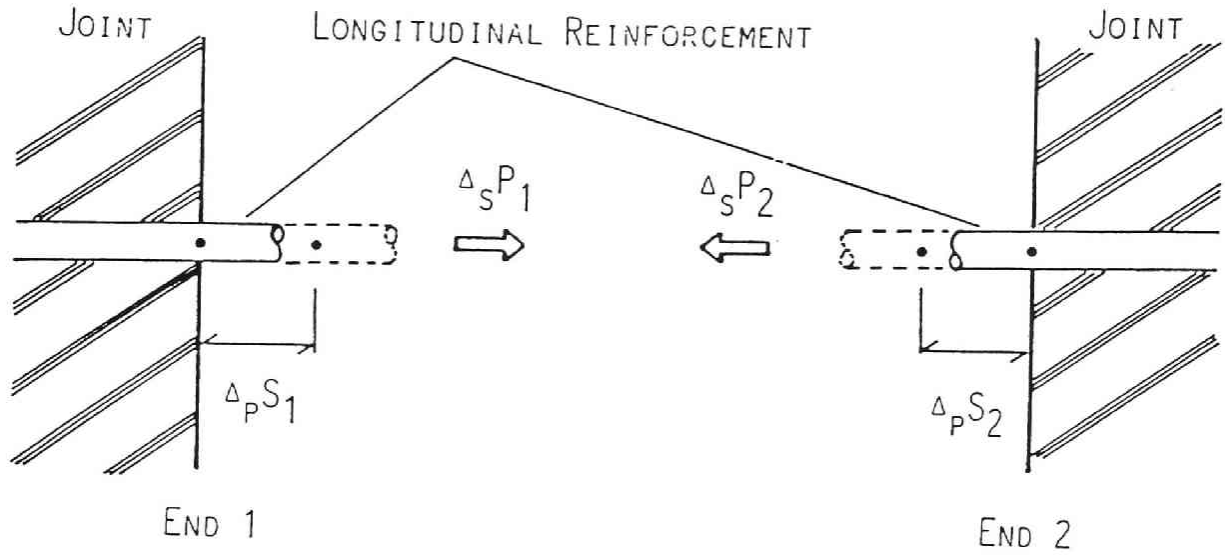 JOINT
LONGITUDINAL REINFORCEMENT
JOINT
ΔsP1
ΔsP2
ΔPS1
ΔPS2
END 1
END 2